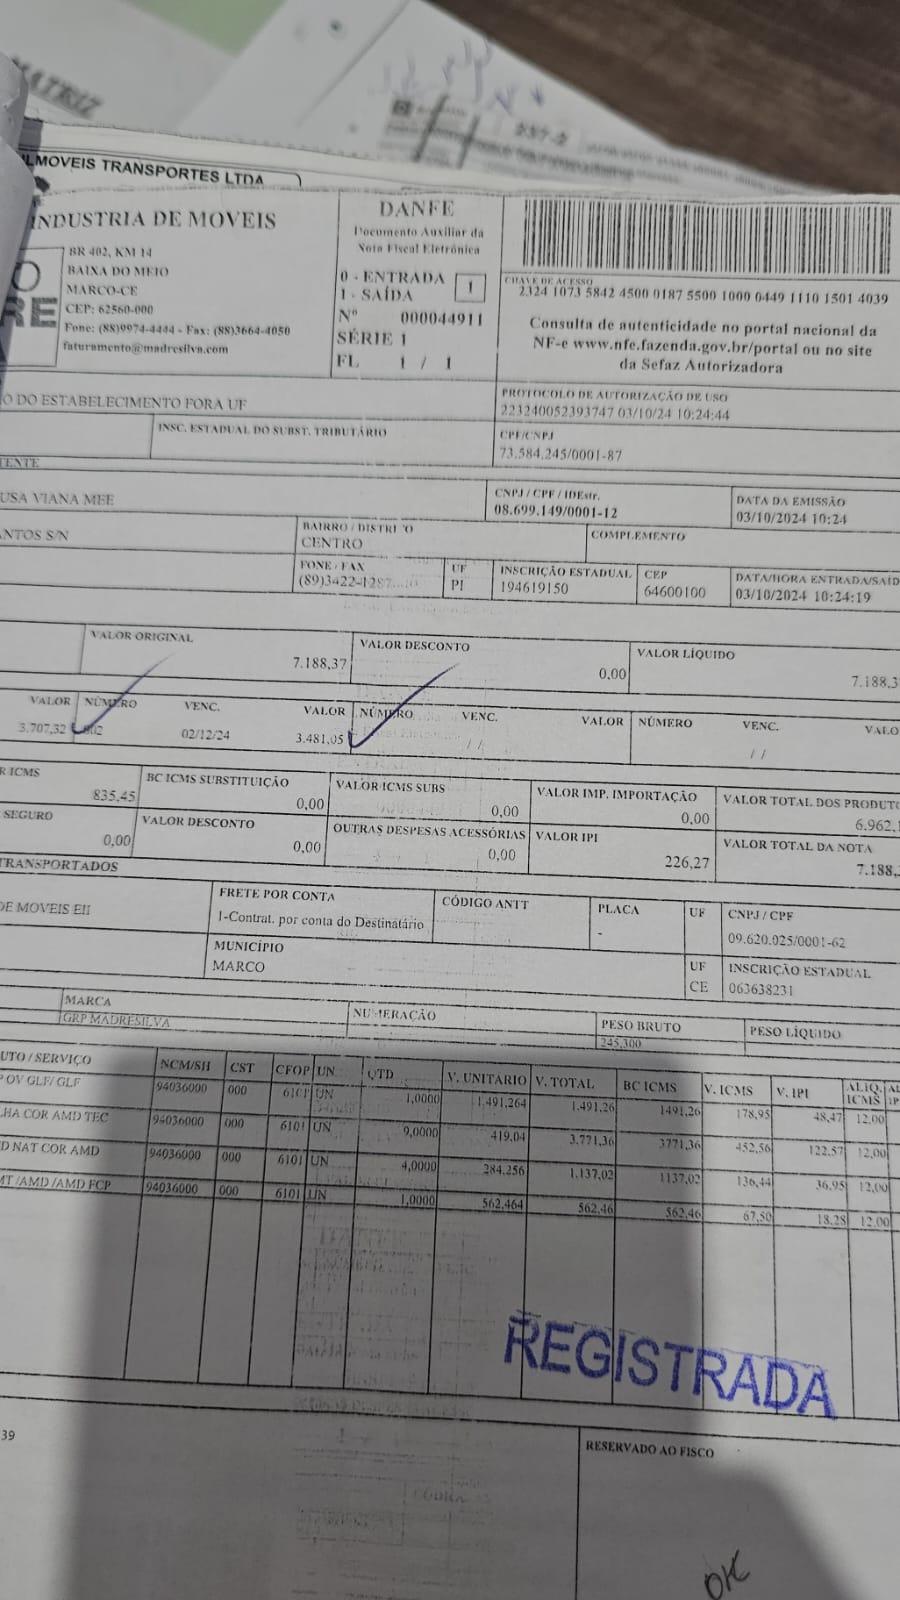 MATRIZ
237-2
LMOVEIS TRANSPORTES LTDA
INDUSTRIA DE MOVEIS
BR 402, KM 14
BAIXA DO MEIO
MARCO-CE
CEP: 62560-000
Fone: (88)9974-4444 - Fax: (88)3664-4050
faturamento@madresilva.com
O
RE
DANFE
Documento Auxiliar da
Nota Fiscal Eletrônica
0 - ENTRADA
1 - SAÍDA
1
Nº 000044911
SÉRIE 1
FL 1 / 1
CHAVE DE ACESSO
2324 1073 5842 4500 0187 5500 1000 0449 1110 1501 4039
Consulta de autenticidade no portal nacional da
NF-e www.nfe.fazenda.gov.br/portal ou no site
da Sefaz Autorizadora
O DO ESTABELECIMENTO FORA UF
PROTOCOLO DE AUTORIZAÇÃO DE USO
223240052393747 03/10/24 10:24:44
INSC. ESTADUAL DO SUBST. TRIBUTÁRIO
CPF/CNPJ
73.584.245/0001-87
TENTE
USA VIANA MEE
CNPJ / CPF / IDEstr.
08.699.149/0001-12
DATA DA EMISSÃO
03/10/2024 10:24
ANTOS S/N
BAIRRO / DISTRITO
CENTRO
COMPLEMENTO
FONE / FAX
(89)3422-1287
UF
PI
INSCRIÇÃO ESTADUAL
194619150
CEP
64600100
DATA/HORA ENTRADA/SAÍD
03/10/2024 10:24:19
VALOR ORIGINAL
7.188,37
VALOR DESCONTO
0,00
VALOR LÍQUIDO
7.188,3
VALOR NÚMERO VENC. VALOR NÚMERO VENC. VALOR NÚMERO VENC. VALO
3.707,32 02/12/24 3.481,05 / / / /
R ICMS
835,45
BC ICMS SUBSTITUIÇÃO
0,00
VALOR ICMS SUBS
0,00
VALOR IMP. IMPORTAÇÃO
0,00
VALOR TOTAL DOS PRODUTO
6.962,1
SEGURO
0,00
VALOR DESCONTO
0,00
OUTRAS DESPESAS ACESSÓRIAS
0,00
VALOR IPI
226,27
VALOR TOTAL DA NOTA
7.188,
TRANSPORTADOS
DE MOVEIS EII
FRETE POR CONTA
1-Contrat. por conta do Destinatário
CÓDIGO ANTT
PLACA
-
UF
CNPJ / CPF
09.620.025/0001-62
MUNICÍPIO
MARCO
UF
CE
INSCRIÇÃO ESTADUAL
063638231
MARCA
GRP MADRESILVA
NUMERAÇÃO
PESO BRUTO
245,300
PESO LÍQUIDO
UTO / SERVIÇO NCM/SH CST CFOP UN QTD V. UNITARIO V. TOTAL BC ICMS V. ICMS V. IPI ALIQ. ICMS
OV GLF/ GLF 94036000 000 6101 UN 1,0000 1.491,264 1.491,26 1491,26 178,95 48,47 12,00
LHA COR AMD TEC 94036000 000 6101 UN 9,0000 419,04 3.771,36 3771,36 452,56 122,57 12,00
D NAT COR AMD 94036000 000 6101 UN 4,0000 284,256 1.137,02 1137,02 136,44 36,95 12,00
MT /AMD /AMD FCP 94036000 000 6101 UN 1,0000 562,464 562,46 562,46 67,50 18,28 12,00
REGISTRADA
39
RESERVADO AO FISCO
OK